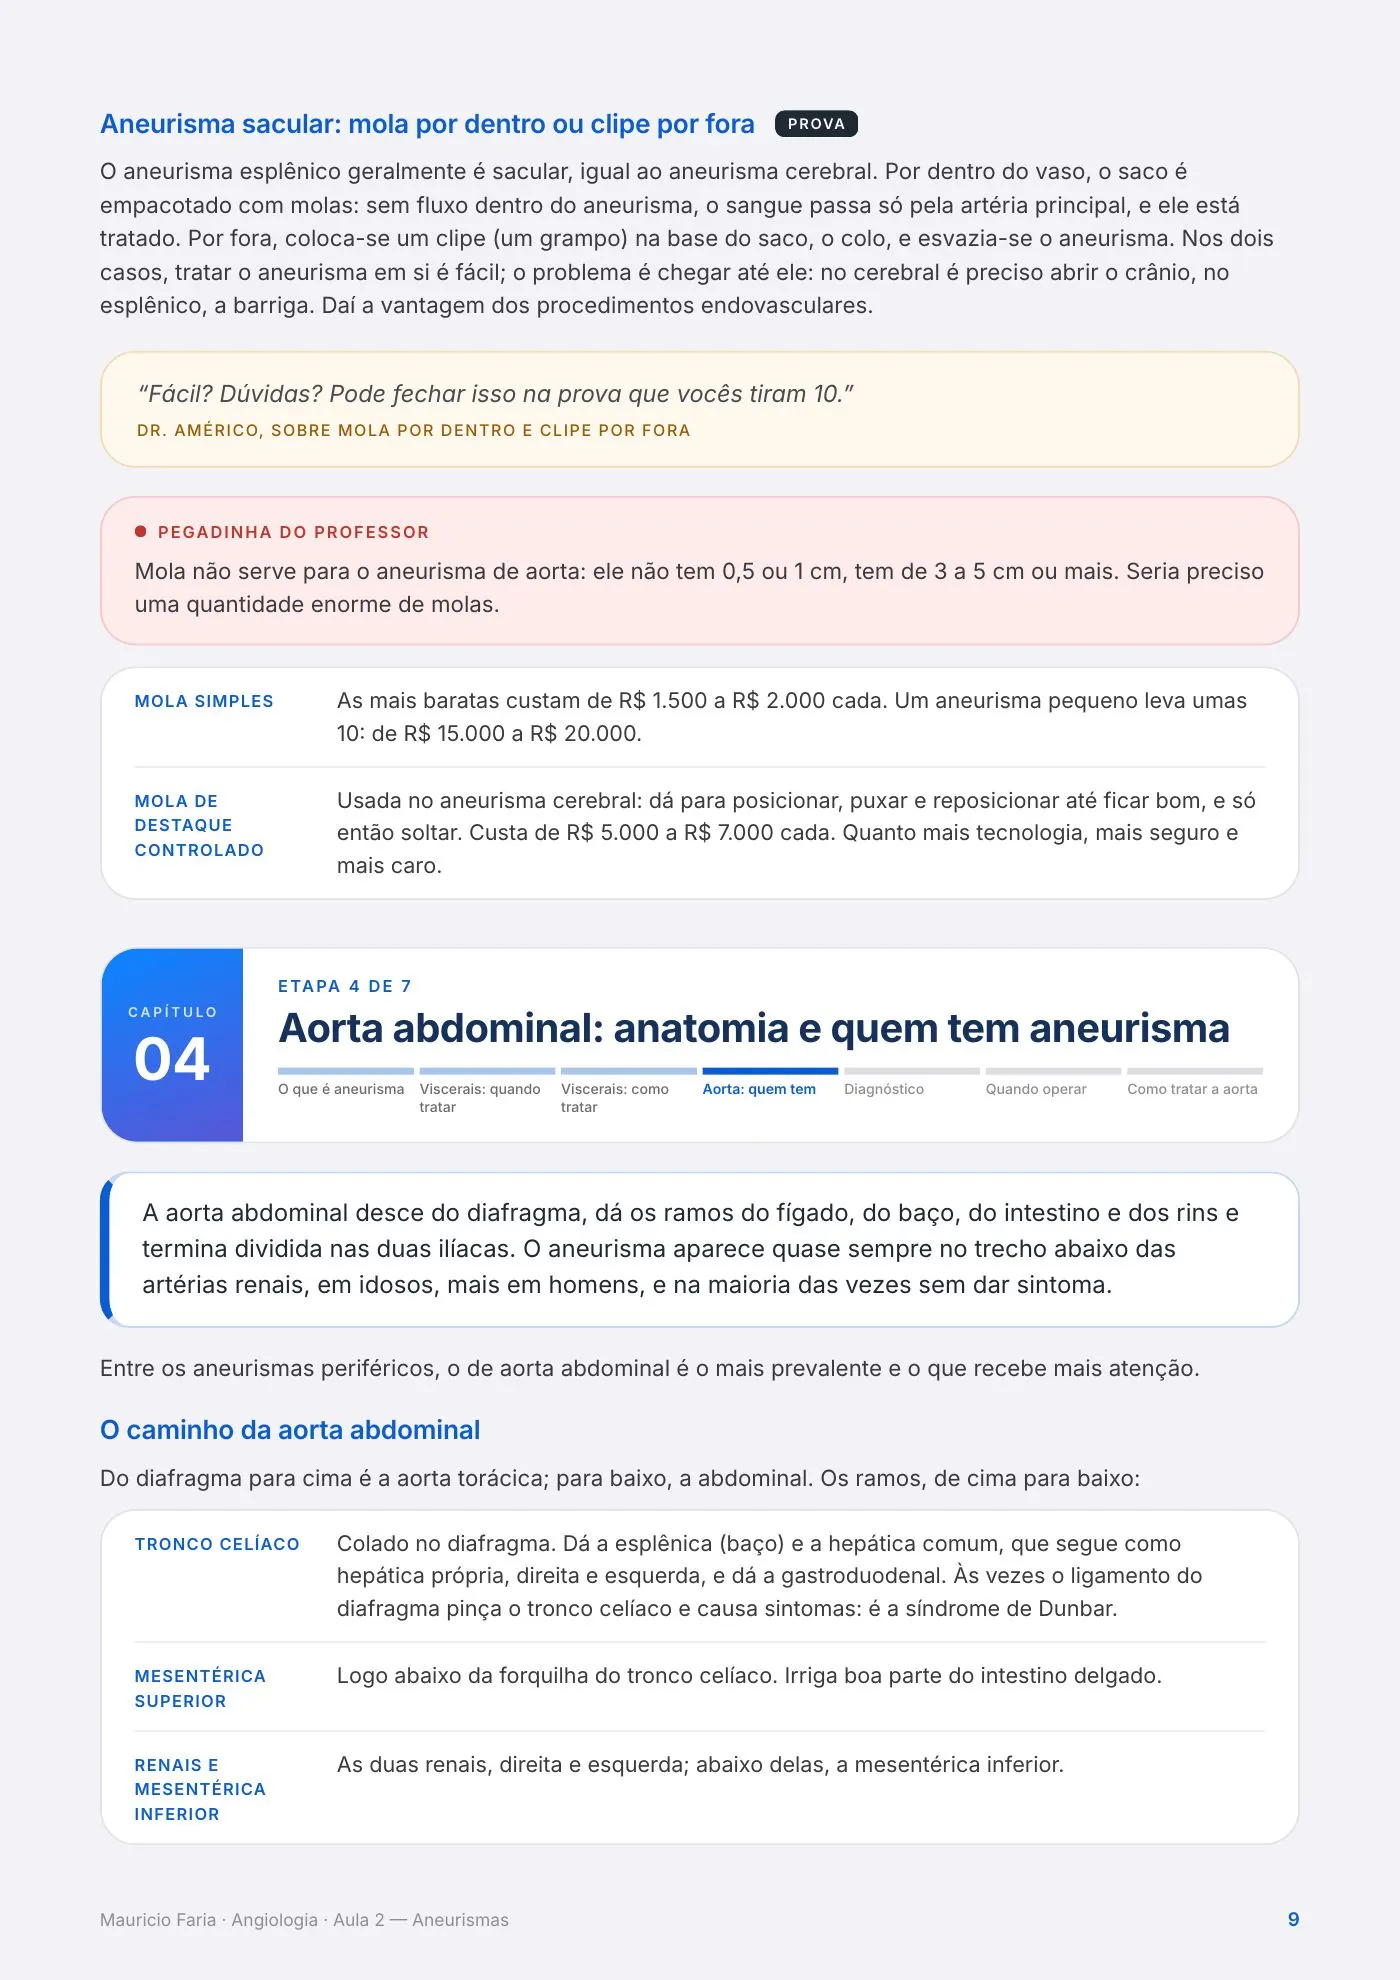 Aneurisma sacular: mola por dentro ou clipe por fora PROVA
O aneurisma esplênico geralmente é sacular, igual ao aneurisma cerebral. Por dentro do vaso, o saco é
empacotado com molas: sem fluxo dentro do aneurisma, o sangue passa só pela artéria principal, e ele está
tratado. Por fora, coloca-se um clipe (um grampo) na base do saco, o colo, e esvazia-se o aneurisma. Nos dois
casos, tratar o aneurisma em si é fácil; o problema é chegar até ele: no cerebral é preciso abrir o crânio, no
esplênico, a barriga. Daí a vantagem dos procedimentos endovasculares.
“Fácil? Dúvidas? Pode fechar isso na prova que vocês tiram 10.”
DR. AMÉRICO, SOBRE MOLA POR DENTRO E CLIPE POR FORA
PEGADINHA DO PROFESSOR
Mola não serve para o aneurisma de aorta: ele não tem 0,5 ou 1 cm, tem de 3 a 5 cm ou mais. Seria preciso
uma quantidade enorme de molas.
MOLA SIMPLES
As mais baratas custam de R$ 1.500 a R$ 2.000 cada. Um aneurisma pequeno leva umas
10: de R$ 15.000 a R$ 20.000.
MOLA DE
DESTAQUE
CONTROLADO
Usada no aneurisma cerebral: dá para posicionar, puxar e reposicionar até ficar bom, e só
então soltar. Custa de R$ 5.000 a R$ 7.000 cada. Quanto mais tecnologia, mais seguro e
mais caro.
CAPÍTULO
04
ETAPA 4 DE 7
Aorta abdominal: anatomia e quem tem aneurisma
O que é aneurisma
Viscerais: quando
tratar
Viscerais: como
tratar
Aorta: quem tem
Diagnóstico
Quando operar
Como tratar a aorta
A aorta abdominal desce do diafragma, dá os ramos do fígado, do baço, do intestino e dos rins e
termina dividida nas duas ilíacas. O aneurisma aparece quase sempre no trecho abaixo das
artérias renais, em idosos, mais em homens, e na maioria das vezes sem dar sintoma.
Entre os aneurismas periféricos, o de aorta abdominal é o mais prevalente e o que recebe mais atenção.
O caminho da aorta abdominal
Do diafragma para cima é a aorta torácica; para baixo, a abdominal. Os ramos, de cima para baixo:
TRONCO CELÍACO
Colado no diafragma. Dá a esplênica (baço) e a hepática comum, que segue como
hepática própria, direita e esquerda, e dá a gastroduodenal. Às vezes o ligamento do
diafragma pinça o tronco celíaco e causa sintomas: é a síndrome de Dunbar.
MESENTÉRICA
SUPERIOR
Logo abaixo da forquilha do tronco celíaco. Irriga boa parte do intestino delgado.
RENAIS E
MESENTÉRICA
INFERIOR
As duas renais, direita e esquerda; abaixo delas, a mesentérica inferior.
Mauricio Faria · Angiologia · Aula 2 — Aneurismas
9